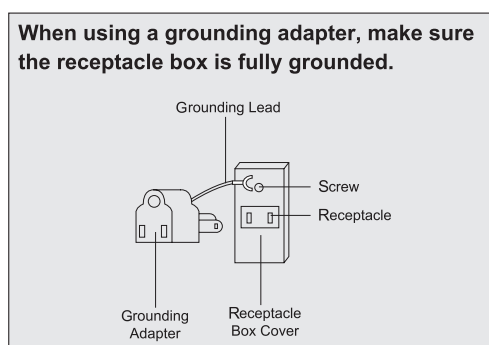 When using a grounding adapter, make sure
the receptacle box is fully grounded.
Grounding Lead
Screw
Receptacle
Grounding
Adapter
Receptacle
Box Cover